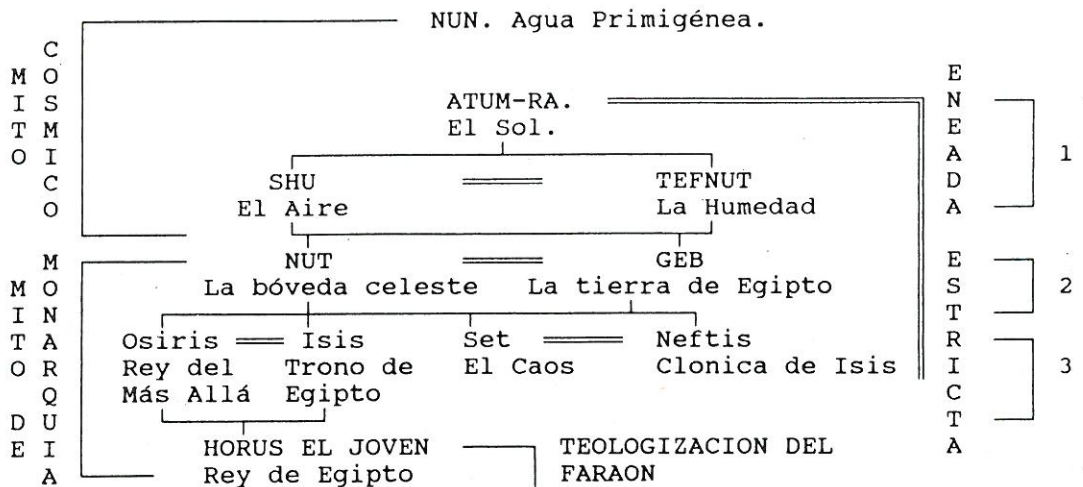 NUN. Agua Primigénea.
MITO COSMICO
ENEADA
ATUM-RA.
El Sol.
1
SHU TEFNUT
El Aire La Humedad
MITO DE MONARQUIA
ESTRICTA
NUT GEB
La bóveda celeste La tierra de Egipto
2
Osiris Isis Set Neftis
Rey del Trono de El Caos Clonica de Isis
3
Más Allá Egipto
HORUS EL JOVEN TEOLOGIZACION DEL
Rey de Egipto FARAON